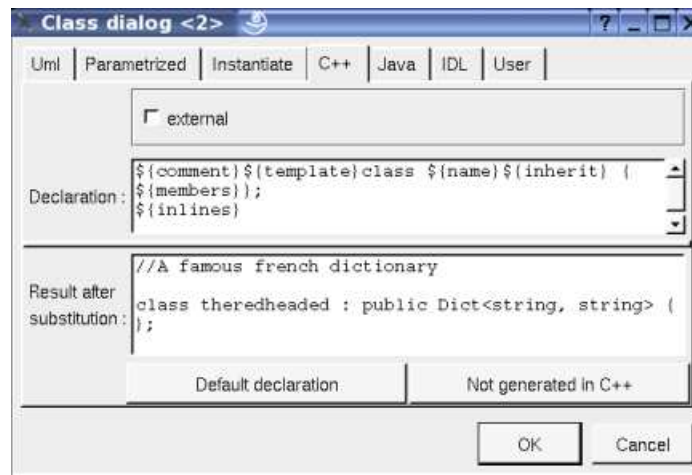 Class dialog <2>
? _ X
Uml Parametrized Instantiate C++ Java IDL User
external
Declaration :
${comment}${template}class ${name}${inherit} {
${members}};
${inlines}
Result after
substitution :
//A famous french dictionary
class theredheaded : public Dict<string, string> {
};
Default declaration Not generated in C++
OK Cancel